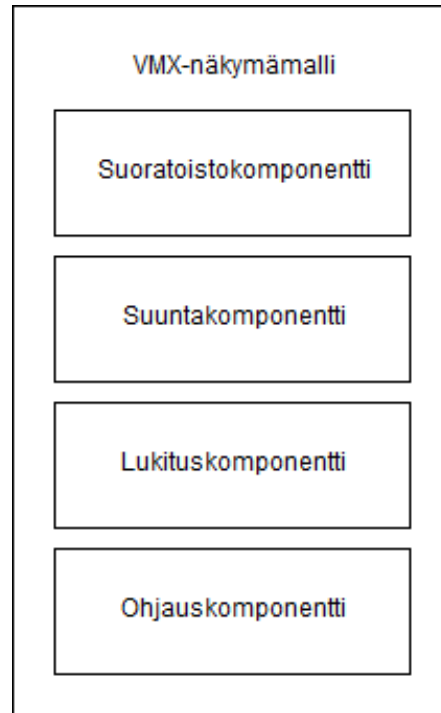 VMX-näkymämalli
Suoratoistokomponentti
Suuntakomponentti
Lukituskomponentti
Ohjauskomponentti